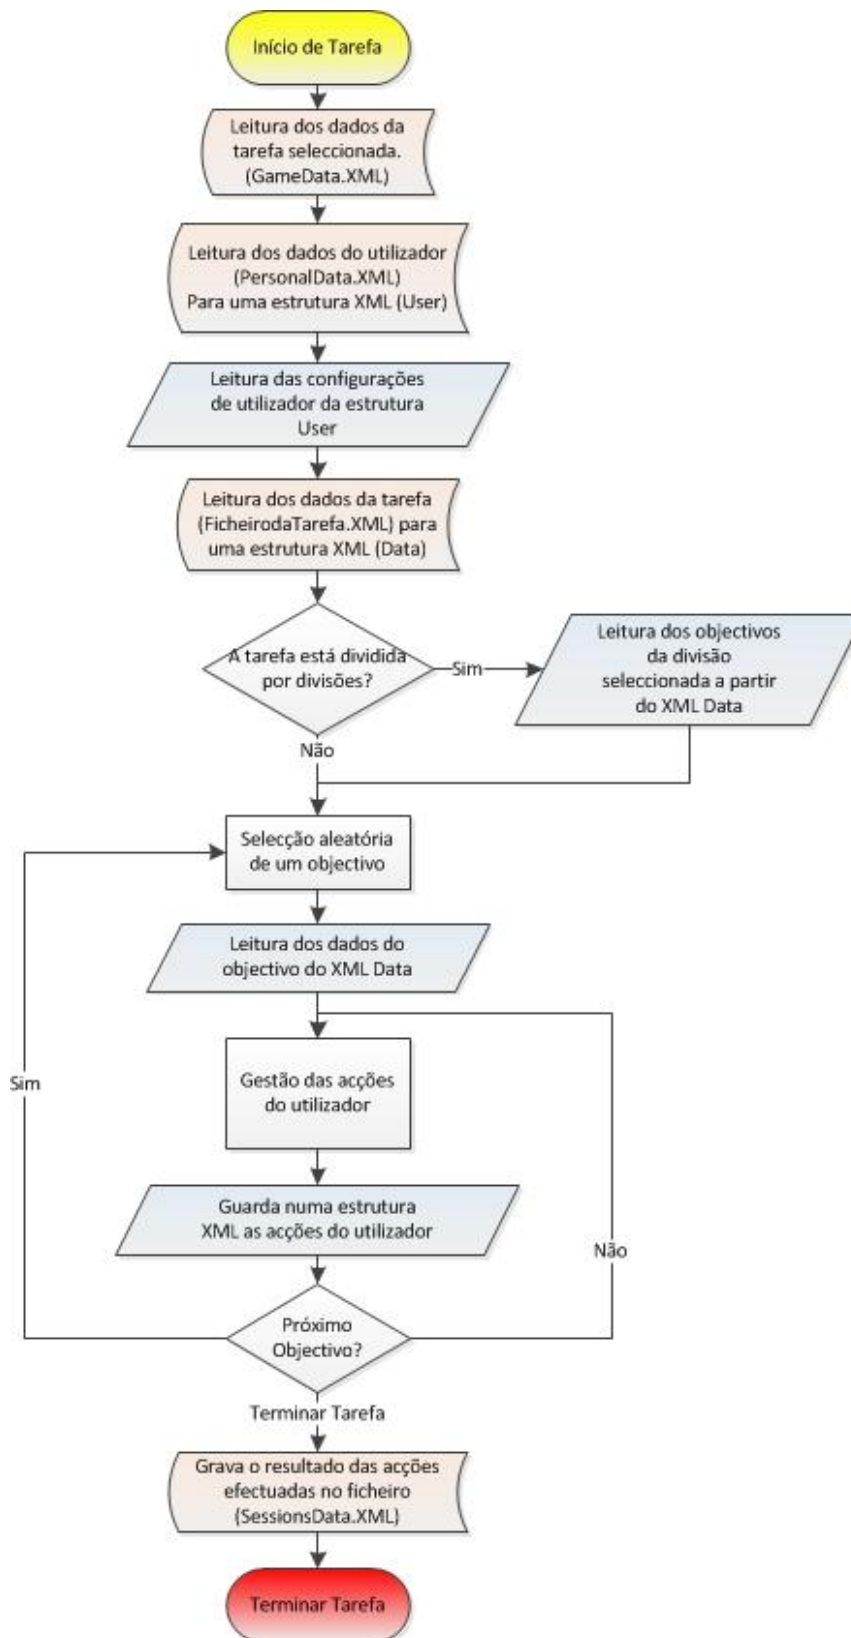 Início de Tarefa
Leitura dos dados da
tarefa seleccionada.
(GameData.XML)
Leitura dos dados do utilizador
(PersonalData.XML)
Para uma estrutura XML (User)
Leitura das configurações
de utilizador da estrutura
User
Leitura dos dados da tarefa
(FicheirodaTarefa.XML) para
uma estrutura XML (Data)
A tarefa está dividida
por divisões?
Sim
Leitura dos objectivos
da divisão
seleccionada a partir
do XML Data
Não
Selecção aleatória
de um objectivo
Leitura dos dados do
objectivo do XML Data
Gestão das acções
do utilizador
Sim
Guarda numa estrutura
XML as acções do utilizador
Não
Próximo
Objectivo?
Terminar Tarefa
Grava o resultado das acções
efectuadas no ficheiro
(SessionsData.XML)
Terminar Tarefa